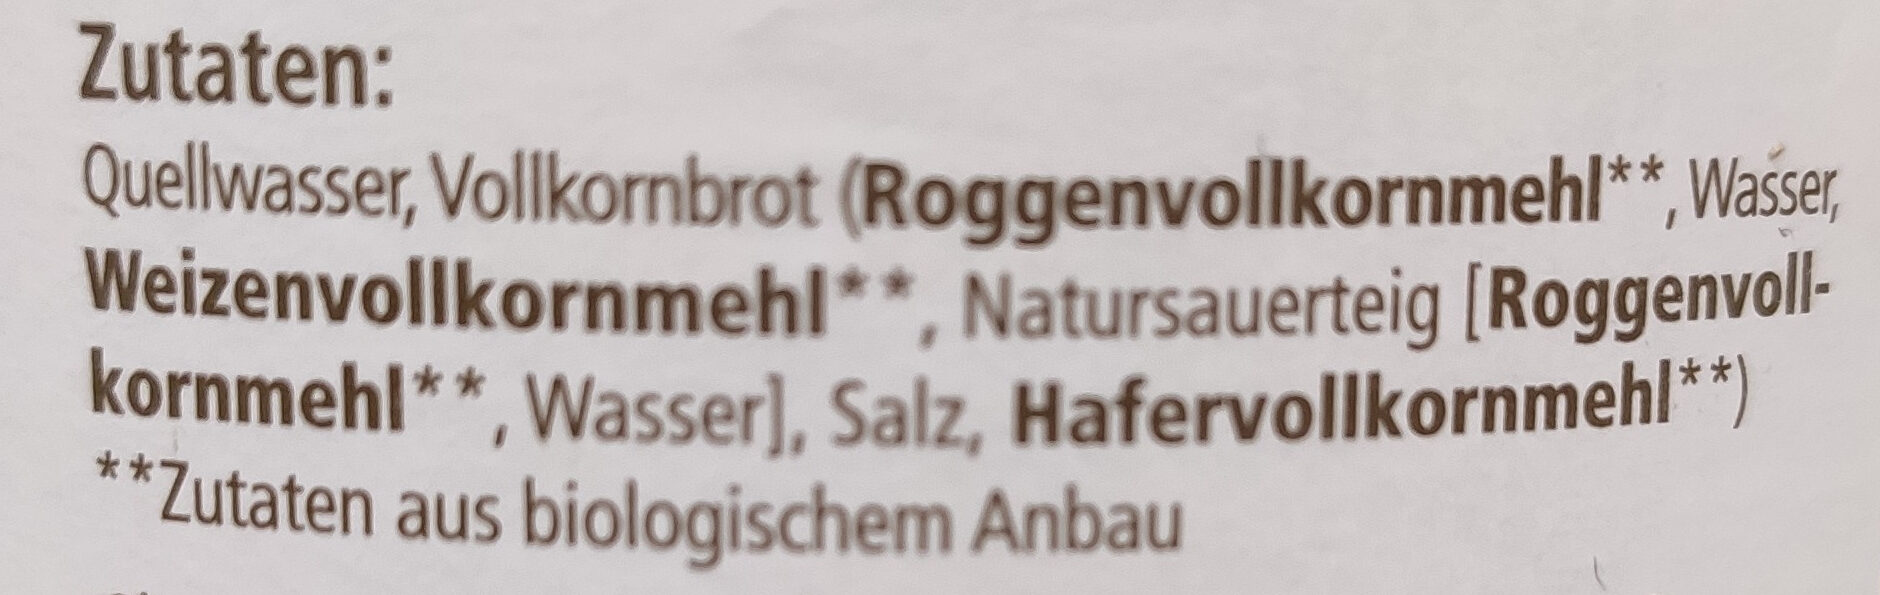 Zutaten:
Quellwasser, Vollkornbrot (Roggenvollkornmehl**, Wasser,
Weizenvollkornmehl**, Natursauerteig [Roggenvoll-
kornmehl**, Wasser], Salz, Hafervollkornmehl**)
**Zutaten aus biologischem Anbau